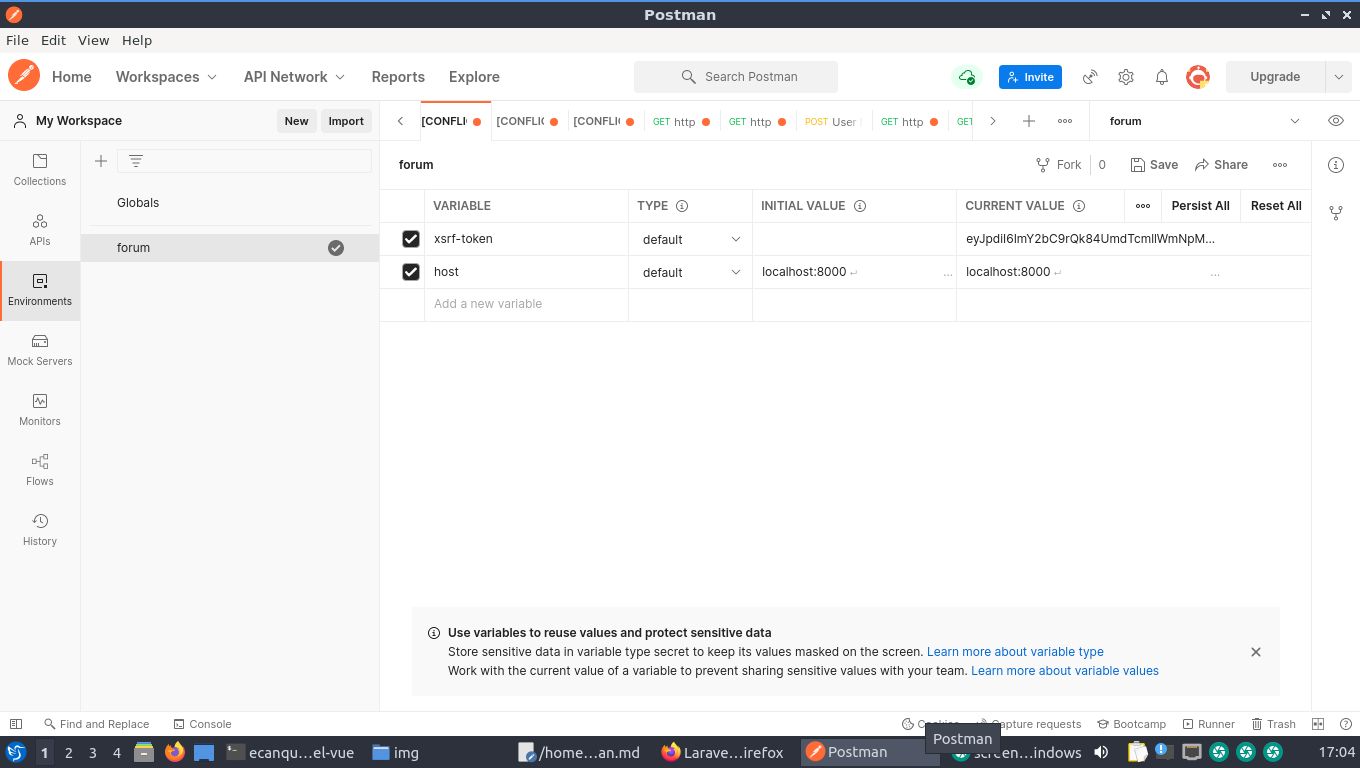 Postman
File Edit View Help
Home Workspaces API Network Reports Explore Search Postman Invite Upgrade
My Workspace New Import [CONFLI [CONFLI [CONFLI GET http GET http POST User GET http GET forum
Collections
APIs
Environments
Mock Servers
Monitors
Flows
History
Globals
forum
forum Fork 0 Save Share
VARIABLE TYPE INITIAL VALUE CURRENT VALUE Persist All Reset All
xsrf-token default
host default localhost:8000 ... localhost:8000 ...
Add a new variable
Use variables to reuse values and protect sensitive data
Store sensitive data in variable type secret to keep its values masked on the screen. Learn more about variable type
Work with the current value of a variable to prevent sharing sensitive values with your team. Learn more about variable values
Find and Replace Console Cookies Capture requests Bootcamp Runner Trash
Postman
1 2 3 4 ecanqu...el-vue img /home...an.md Larave...irefox Postman screen...indows 17:04